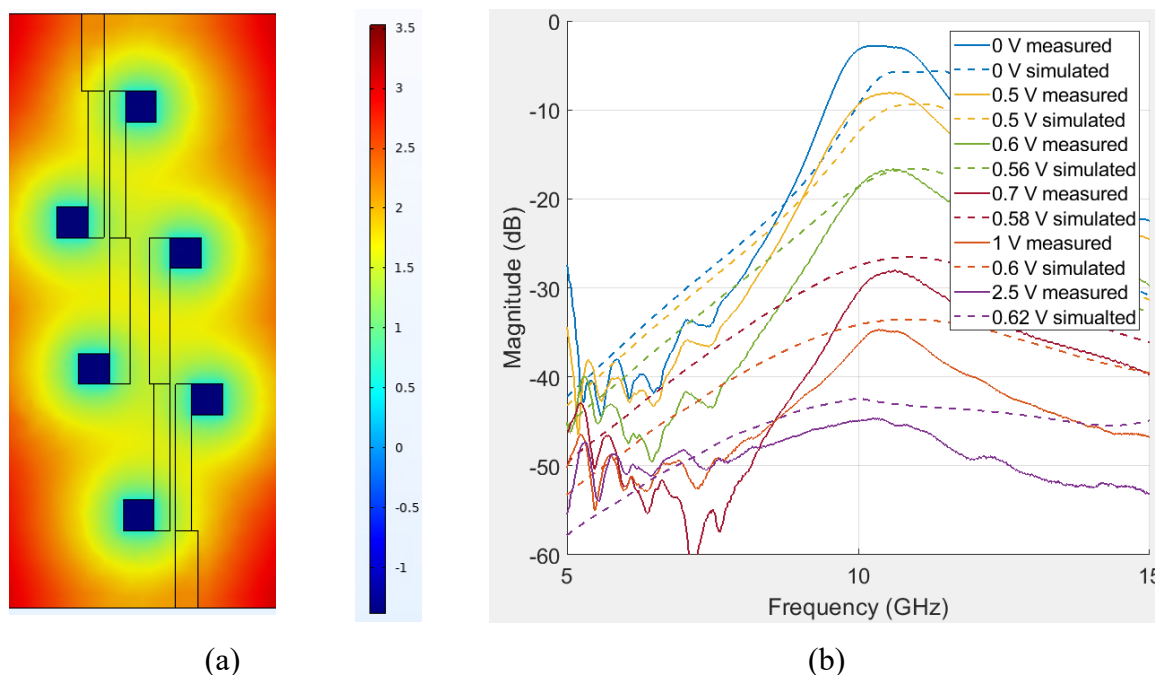 3.5
3
2.5
2
1.5
1
0.5
0
-0.5
-1
(a)
0
-10
-20
-30
-40
-50
-60
Magnitude (dB)
5
10
15
Frequency (GHz)
0 V measured
0 V simulated
0.5 V measured
0.5 V simulated
0.6 V measured
0.56 V simulated
0.7 V measured
0.58 V simulated
1 V measured
0.6 V simulated
2.5 V measured
0.62 V simualted
(b)